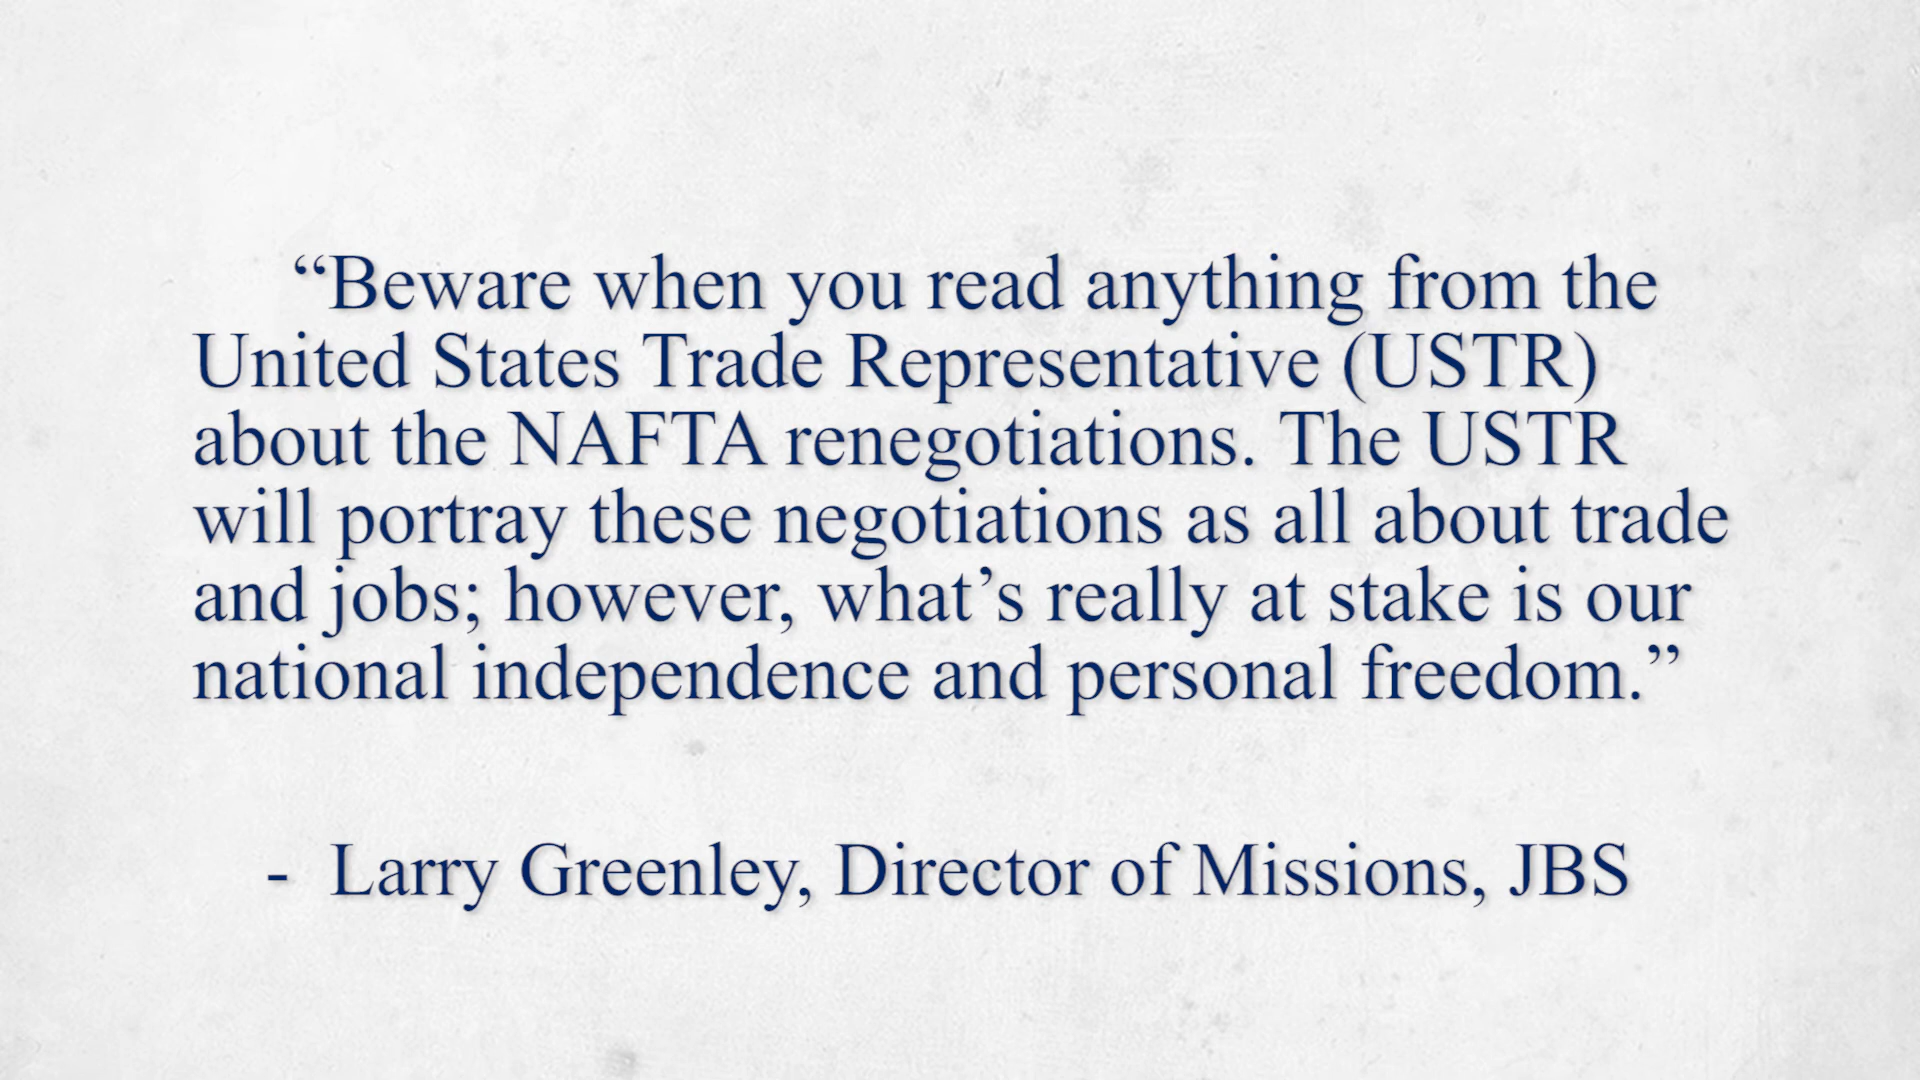 “Beware when you read anything from the
United States Trade Representative (USTR)
about the NAFTA renegotiations. The USTR
will portray these negotiations as all about trade
and jobs; however, what’s really at stake is our
national independence and personal freedom.”
- Larry Greenley, Director of Missions, JBS